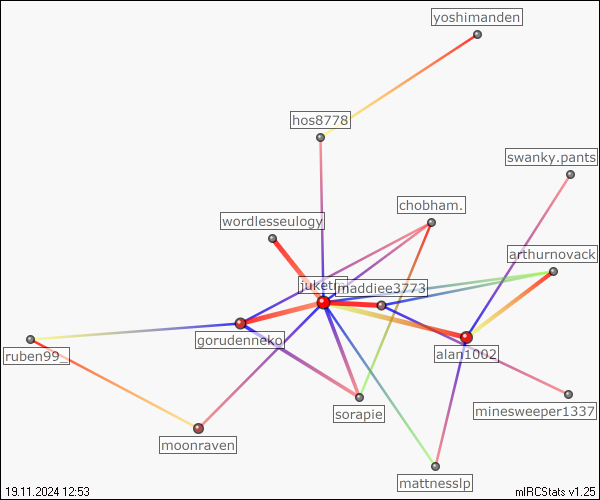 yoshimanden
hos8778
swanky.pants
chobham.
wordlesseulogy
arthurnovack
maddiee3773
gorudenneko
alan1002
ruben99_
sorapie
minesweeper1337
moonraven
mattnesslp
19.11.2024 12:53
mIRCStats v1.25